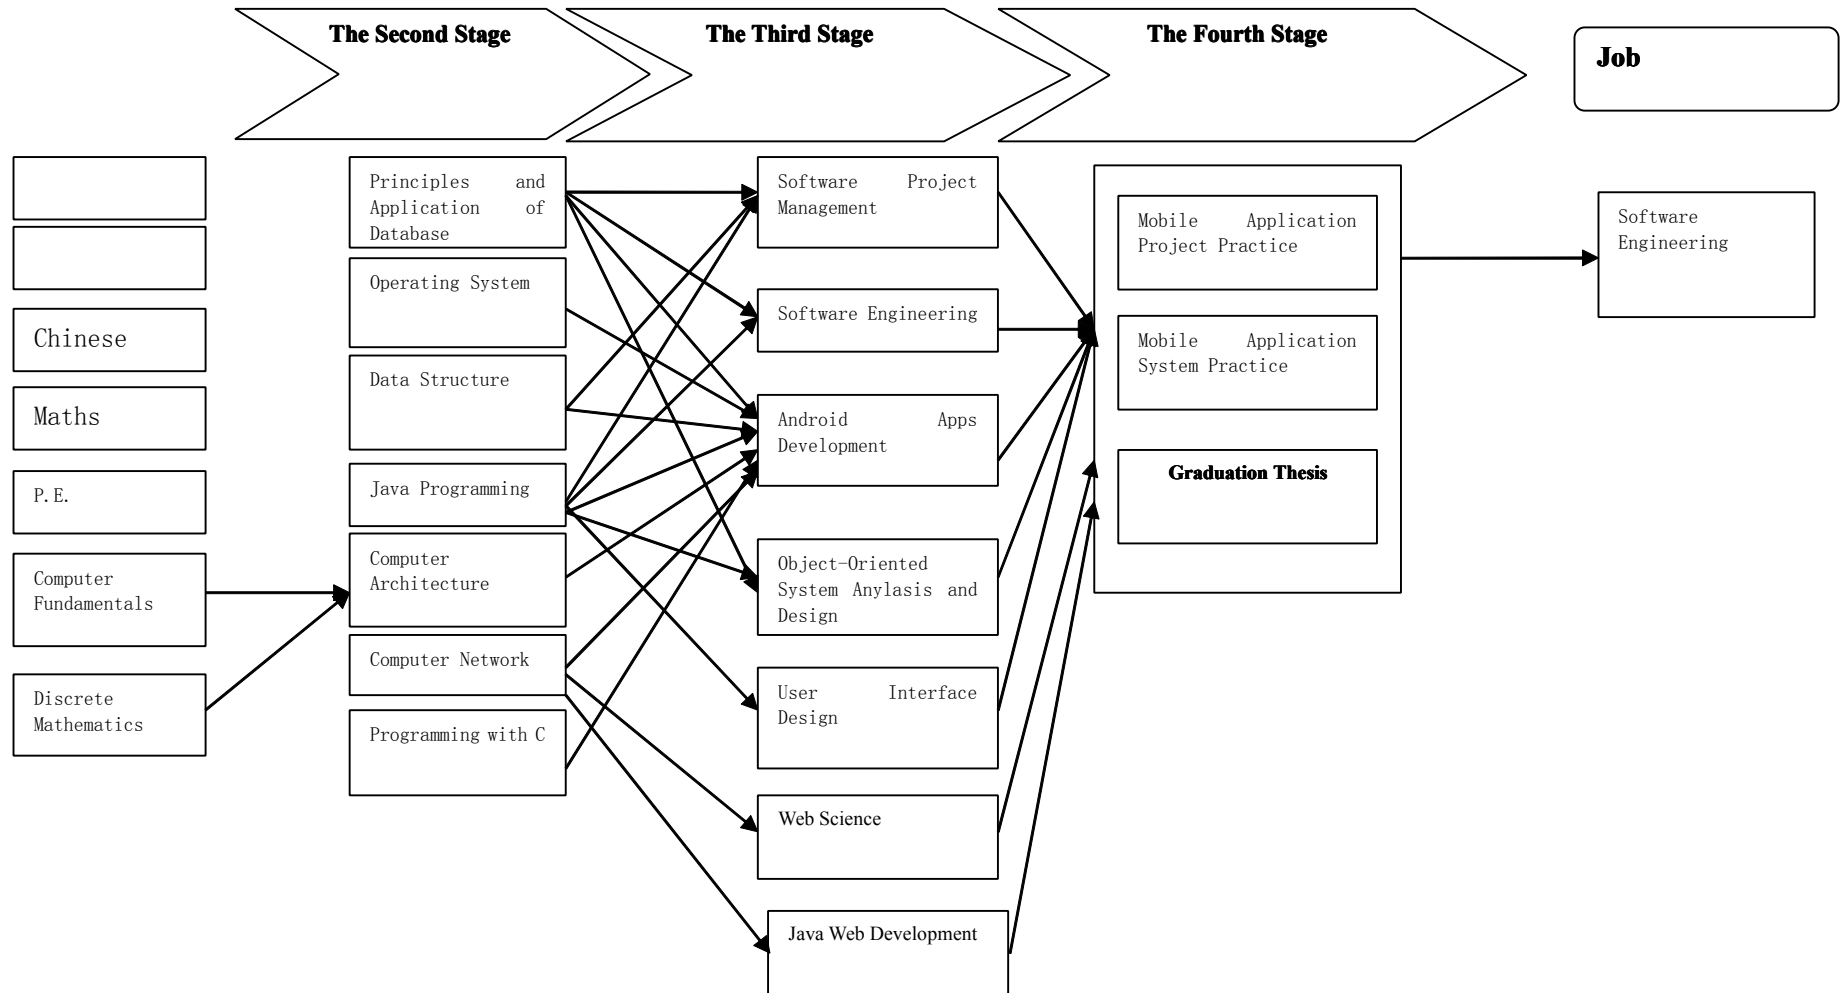 The Second Stage
The Third Stage
The Fourth Stage
Job
Chinese
Maths
P.E.
Computer
Fundamentals
Discrete
Mathematics
Principles and
Application of
Database
Operating System
Data Structure
Java Programming
Computer
Architecture
Computer Network
Programming with C
Software Project
Management
Software Engineering
Android Apps
Development
Object-Oriented
System Anylasis and
Design
User Interface
Design
Web Science
Java Web Development
Mobile Application
Project Practice
Mobile Application
System Practice
Graduation Thesis
Software
Engineering